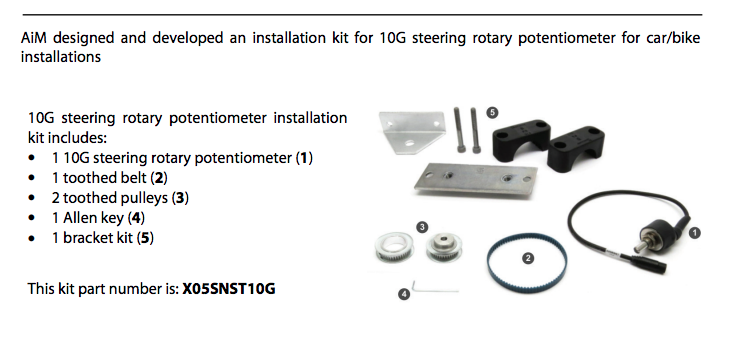 AiM designed and developed an installation kit for 10G steering rotary potentiometer for car/bike
installations
10G steering rotary potentiometer installation
kit includes:
• 1 10G steering rotary potentiometer (1)
• 1 toothed belt (2)
• 2 toothed pulleys (3)
• 1 Allen key (4)
• 1 bracket kit (5)
This kit part number is: X05SNST10G
5
3
1
2
4